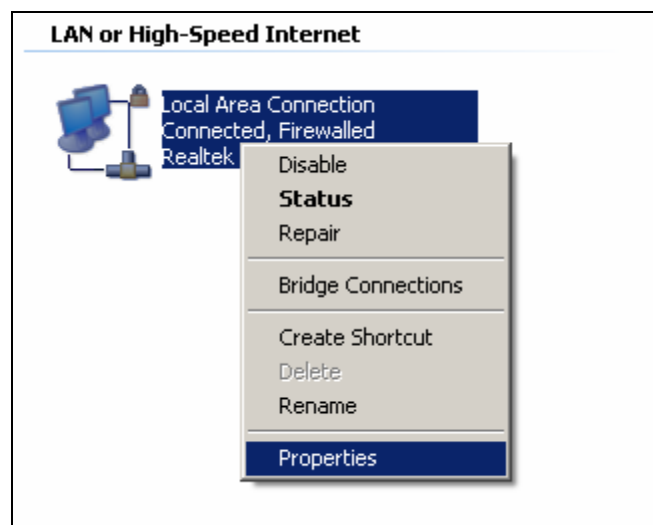 LAN or High-Speed Internet
Local Area Connection
Connected, Firewalled
Realtek
Disable
Status
Repair
Bridge Connections
Create Shortcut
Delete
Rename
Properties